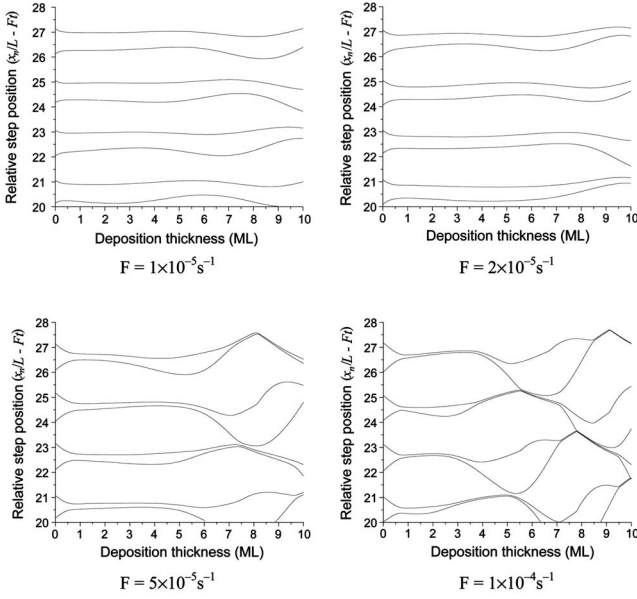 Relative step position (xₙ/L - Ft)
28
27
26
25
24
23
22
21
20
0 1 2 3 4 5 6 7 8 9 10
Deposition thickness (ML)
F = 1×10⁻⁵s⁻¹
Relative step position (xₙ/L - Ft)
28
27
26
25
24
23
22
21
20
0 1 2 3 4 5 6 7 8 9 10
Deposition thickness (ML)
F = 2×10⁻⁵s⁻¹
Relative step position (xₙ/L - Ft)
28
27
26
25
24
23
22
21
20
0 1 2 3 4 5 6 7 8 9 10
Deposition thickness (ML)
F = 5×10⁻⁵s⁻¹
Relative step position (xₙ/L - Ft)
28
27
26
25
24
23
22
21
20
0 1 2 3 4 5 6 7 8 9 10
Deposition thickness (ML)
F = 1×10⁻⁴s⁻¹